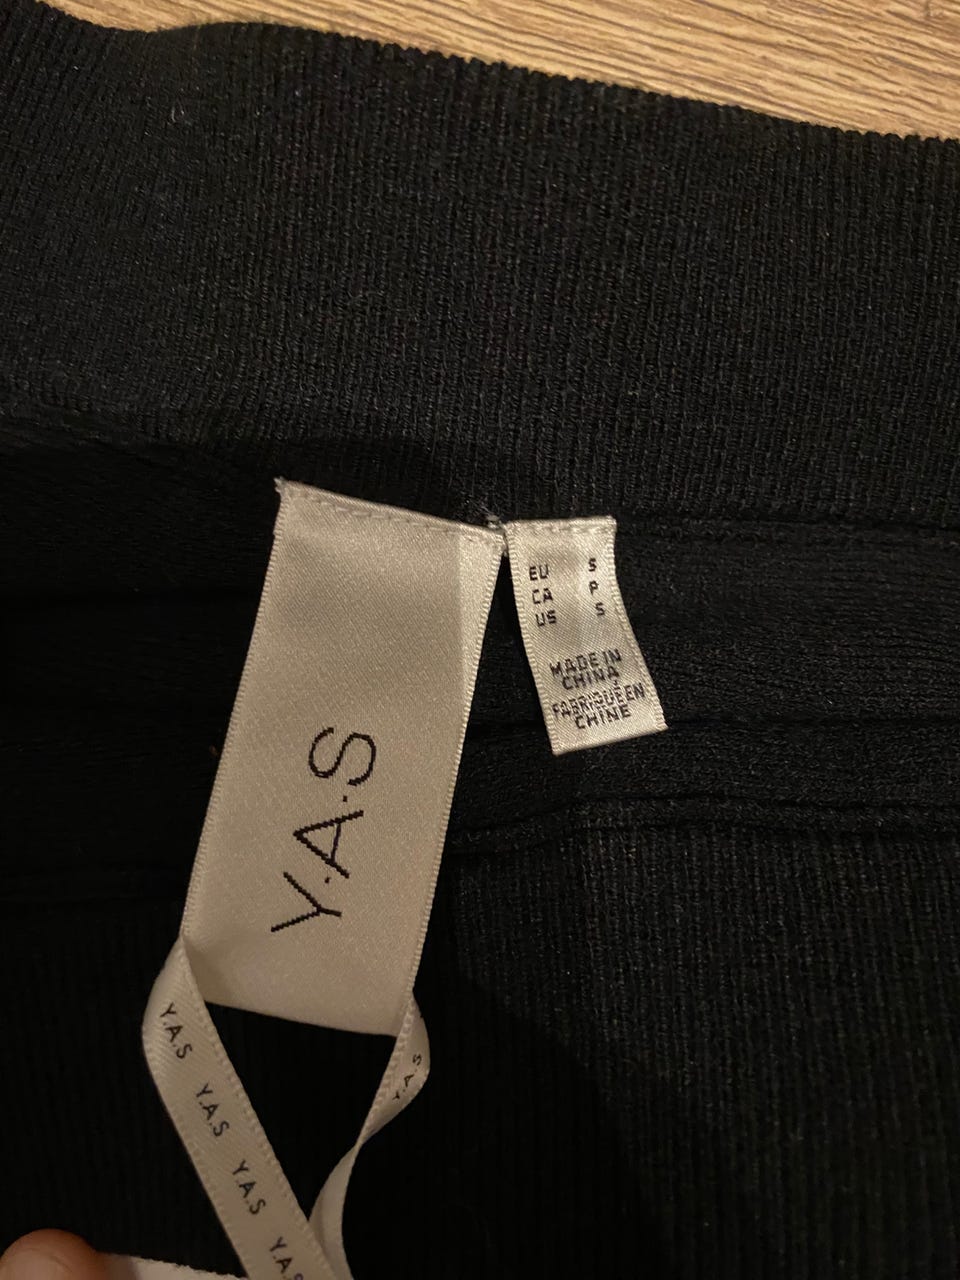 Y.A.S
EU S
CA P
US S
MADE IN
CHINA
FABRIQUÉ EN
CHINE
Y.A.S
Y.A.S
Y.A.S
Y.A.S
Y.A.S